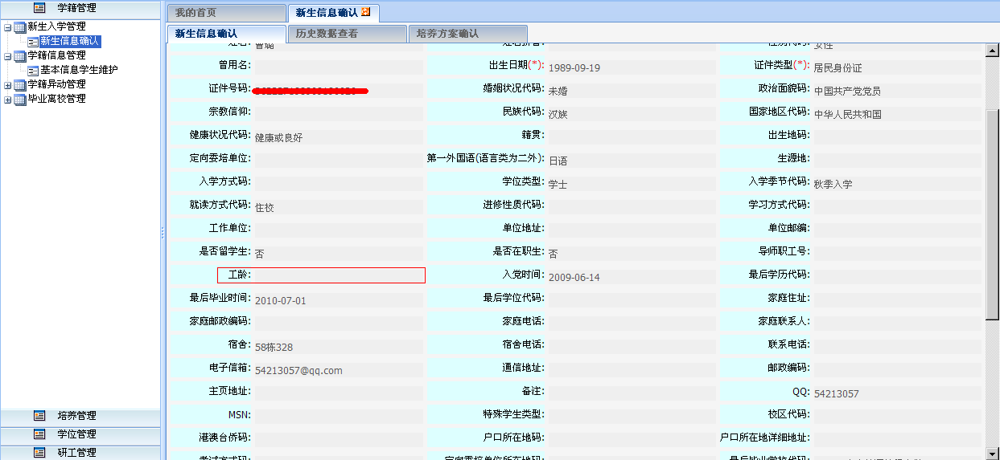 学籍管理
新生入学管理
新生信息确认
学籍信息管理
基本信息学生维护
学籍异动管理
毕业离校管理
培养管理
学位管理
研工管理
我的首页 新生信息确认
新生信息确认 历史数据查看 培养方案确认
曾用名: 出生日期(*): 1989-09-19 证件类型(*): 居民身份证
证件号码: 婚姻状况代码: 未婚 政治面貌码: 中国共产党党员
宗教信仰: 民族代码: 汉族 国家地区代码: 中华人民共和国
健康状况代码: 健康或良好 籍贯: 出生地码:
定向委培单位: 第一外国语(语言类为二外): 日语 生源地:
入学方式码: 学位类型: 学士 入学季节代码: 秋季入学
就读方式代码: 住校 进修性质代码: 学习方式代码:
工作单位: 单位地址: 单位邮编:
是否留学生: 否 是否在职生: 否 导师职工号:
工龄: 入党时间: 2009-06-14 最后学历代码:
最后毕业时间: 2010-07-01 最后学位代码: 家庭住址:
家庭邮政编码: 家庭电话: 家庭联系人:
宿舍: 58栋328 宿舍电话: 联系电话:
电子信箱: 54213057@qq.com 通信地址: 邮政编码:
主页地址: 备注: QQ: 54213057
MSN: 特殊学生类型: 校区代码:
港澳台侨码: 户口所在地码: 户口所在地详细地址: